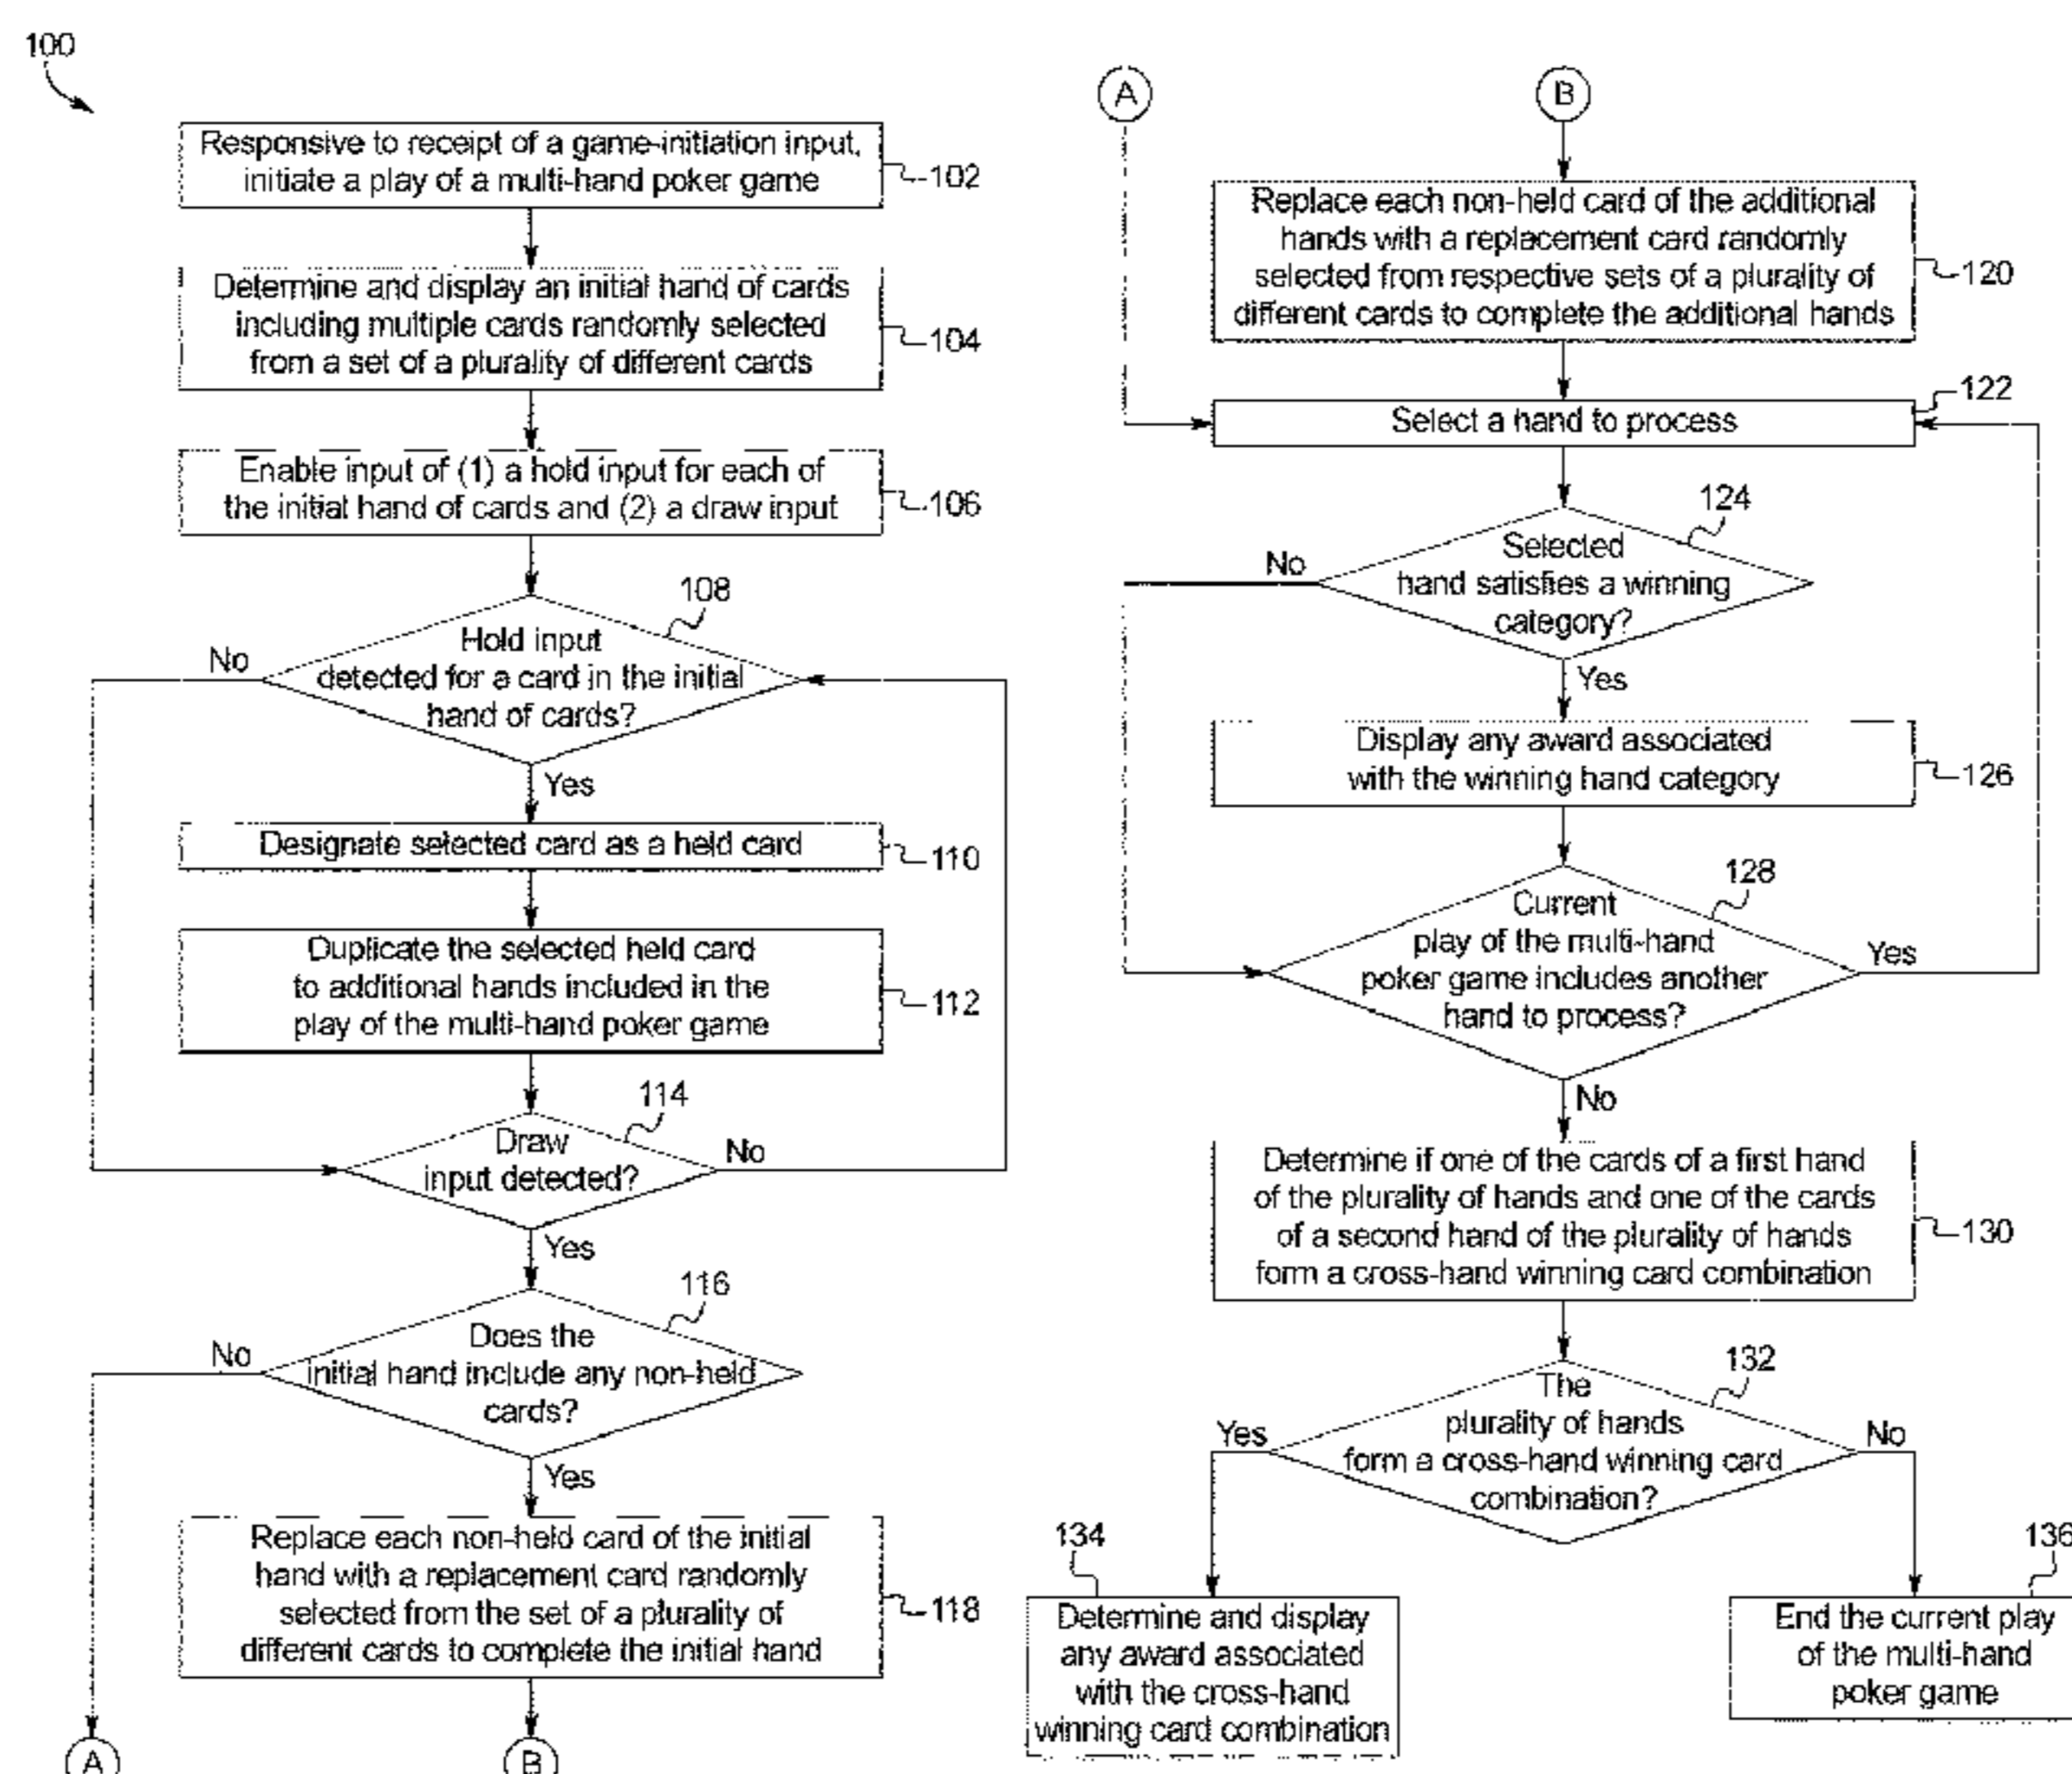 100
Responsive to receipt of a game-initiation input,
initiate a play of a multi-hand poker game
102
Determine and display an initial hand of cards
including multiple cards randomly selected
from a set of a plurality of different cards
104
Enable input of (1) a hold input for each of
the initial hand of cards and (2) a draw input
106
108
Hold input
detected for a card in the initial
hand of cards?
No
Yes
Designate selected card as a held card
110
Duplicate the selected held card
to additional hands included in the
play of the multi-hand poker game
112
114
Draw
input detected?
No
Yes
116
Does the
initial hand include any non-held
cards?
No
Yes
Replace each non-held card of the initial
hand with a replacement card randomly
selected from the set of a plurality of
different cards to complete the initial hand
118
A
B
A
B
Replace each non-held card of the additional
hands with a replacement card randomly
selected from respective sets of a plurality of
different cards to complete the additional hands
120
Select a hand to process
122
124
Selected
hand satisfies a winning
category?
No
Yes
Display any award associated
with the winning hand category
126
128
Current
play of the multi-hand
poker game includes another
hand to process?
Yes
No
Determine if one of the cards of a first hand
of the plurality of hands and one of the cards
of a second hand of the plurality of hands
form a cross-hand winning card combination
130
132
The
plurality of hands
form a cross-hand winning card
combination?
Yes
No
134
Determine and display
any award associated
with the cross-hand
winning card combination
136
End the current play
of the multi-hand
poker game